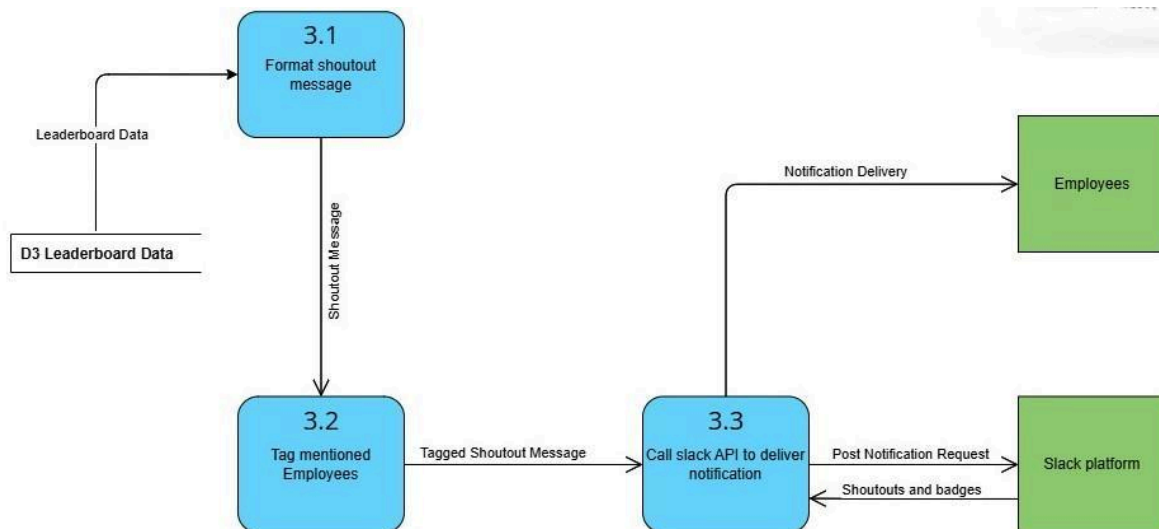 3.1
Format shoutout
message
Leaderboard Data
D3 Leaderboard Data
Shoutout Message
Notification Delivery
Employees
3.2
Tag mentioned
Employees
Tagged Shoutout Message
3.3
Call slack API to deliver
notification
Post Notification Request
Shoutouts and badges
Slack platform